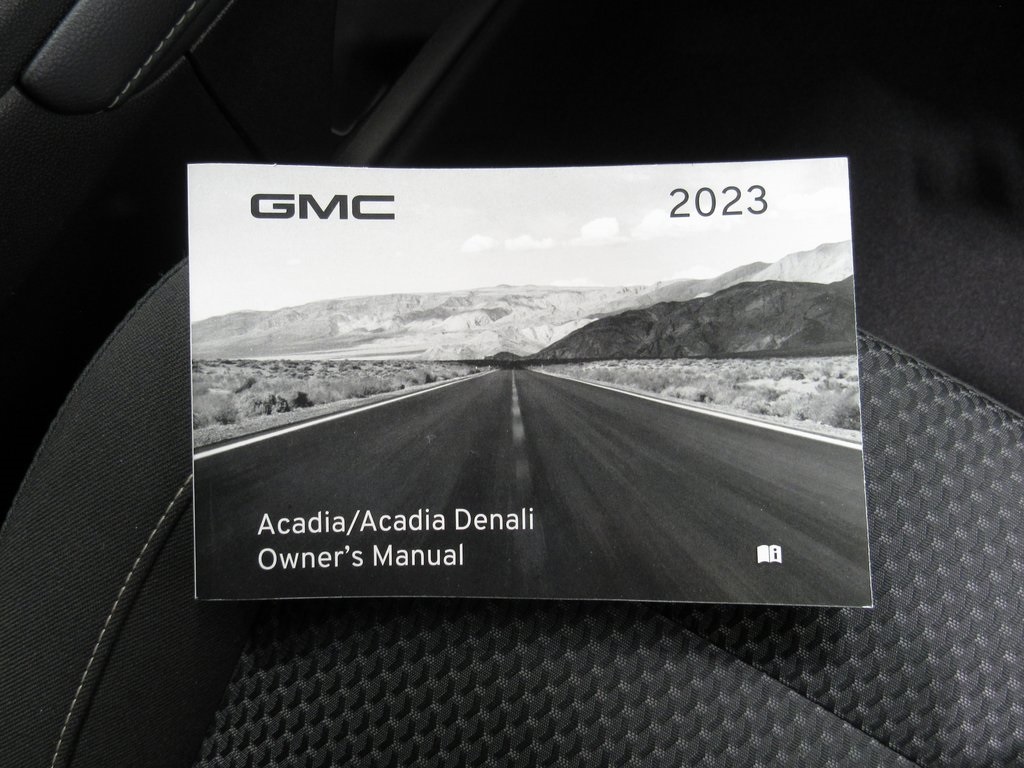 GMC 2023
Acadia/Acadia Denali
Owner's Manual